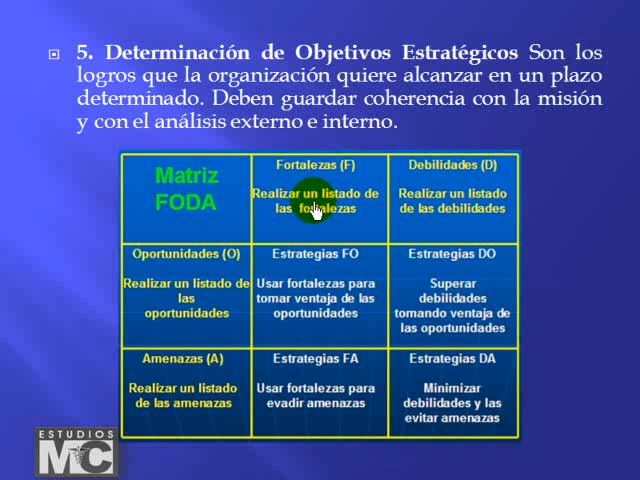 5. Determinación de Objetivos Estratégicos Son los
logros que la organización quiere alcanzar en un plazo
determinado. Deben guardar coherencia con la misión
y con el análisis externo e interno.
Matriz
FODA
Fortalezas (F)
Realizar un listado de
las fortalezas
Debilidades (D)
Realizar un listado
de las debilidades
Oportunidades (O)
Realizar un listado de
las
oportunidades
Estrategias FO
Usar fortalezas para
tomar ventaja de las
oportunidades
Estrategias DO
Superar
debilidades
tomando ventaja de
las oportunidades
Amenazas (A)
Realizar un listado
de las amenazas
Estrategias FA
Usar fortalezas para
evadir amenazas
Estrategias DA
Minimizar
debilidades y las
evitar amenazas
ESTUDIOS
MC